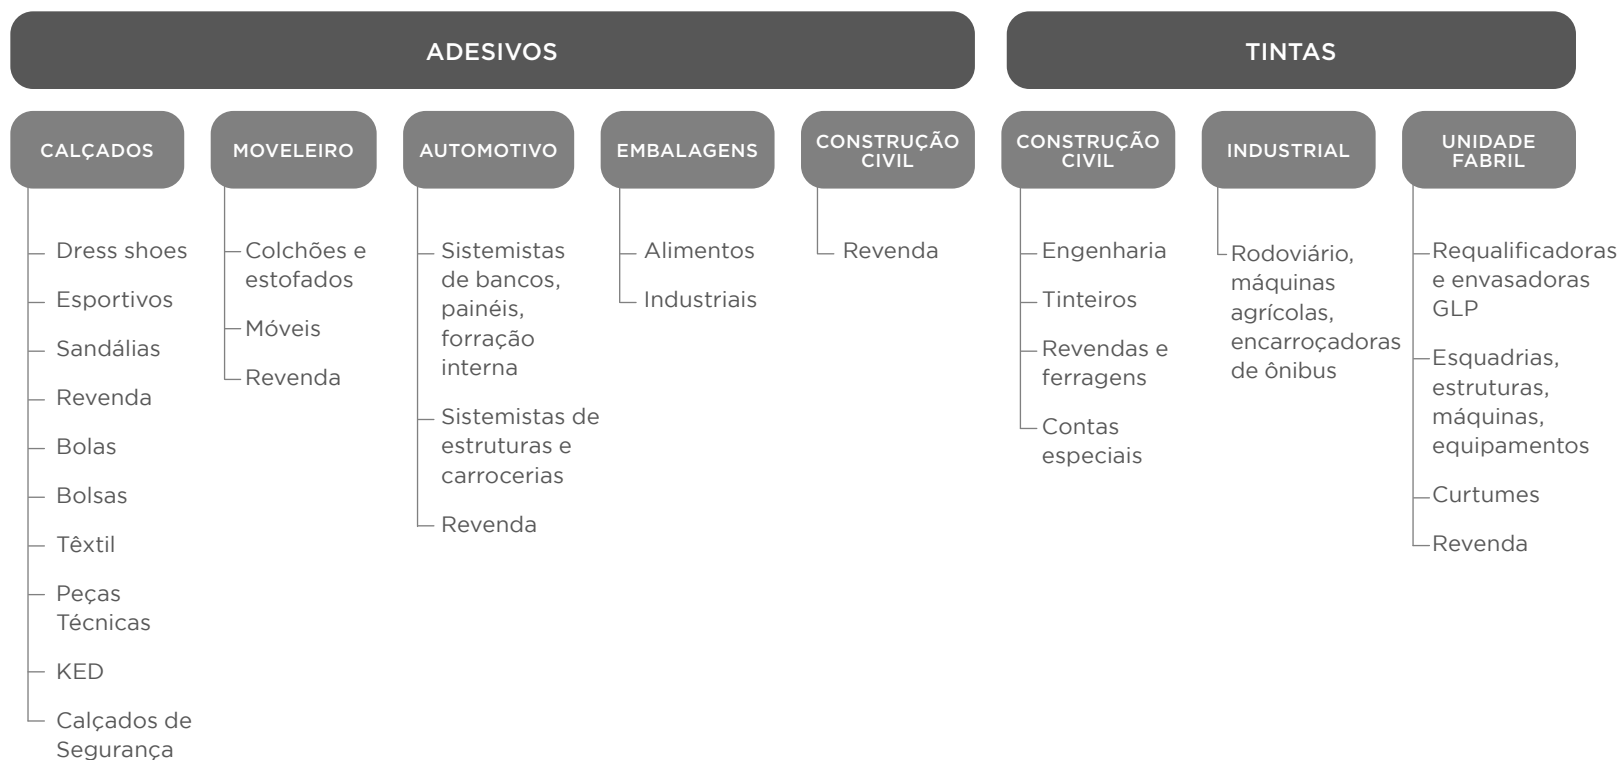 ADESIVOS
CALÇADOS
Dress shoes
Esportivos
Sandálias
Revenda
Bolas
Bolsas
Têxtil
Peças
Técnicas
KED
Calçados de
Segurança
MOVELEIRO
Colchões e
estofados
Móveis
Revenda
AUTOMOTIVO
Sistemistas
de bancos,
painéis,
forração
interna
Sistemistas de
estruturas e
carrocerias
Revenda
EMBALAGENS
Alimentos
Industriais
CONSTRUÇÃO
CIVIL
Revenda
TINTAS
CONSTRUÇÃO
CIVIL
Engenharia
Tinteiros
Revendas e
ferragens
Contas
especiais
INDUSTRIAL
Rodoviário,
máquinas
agrícolas,
encarroçadoras
de ônibus
UNIDADE
FABRIL
Requalificadoras
e envasadoras
GLP
Esquadrias,
estruturas,
máquinas,
equipamentos
Curtumes
Revenda